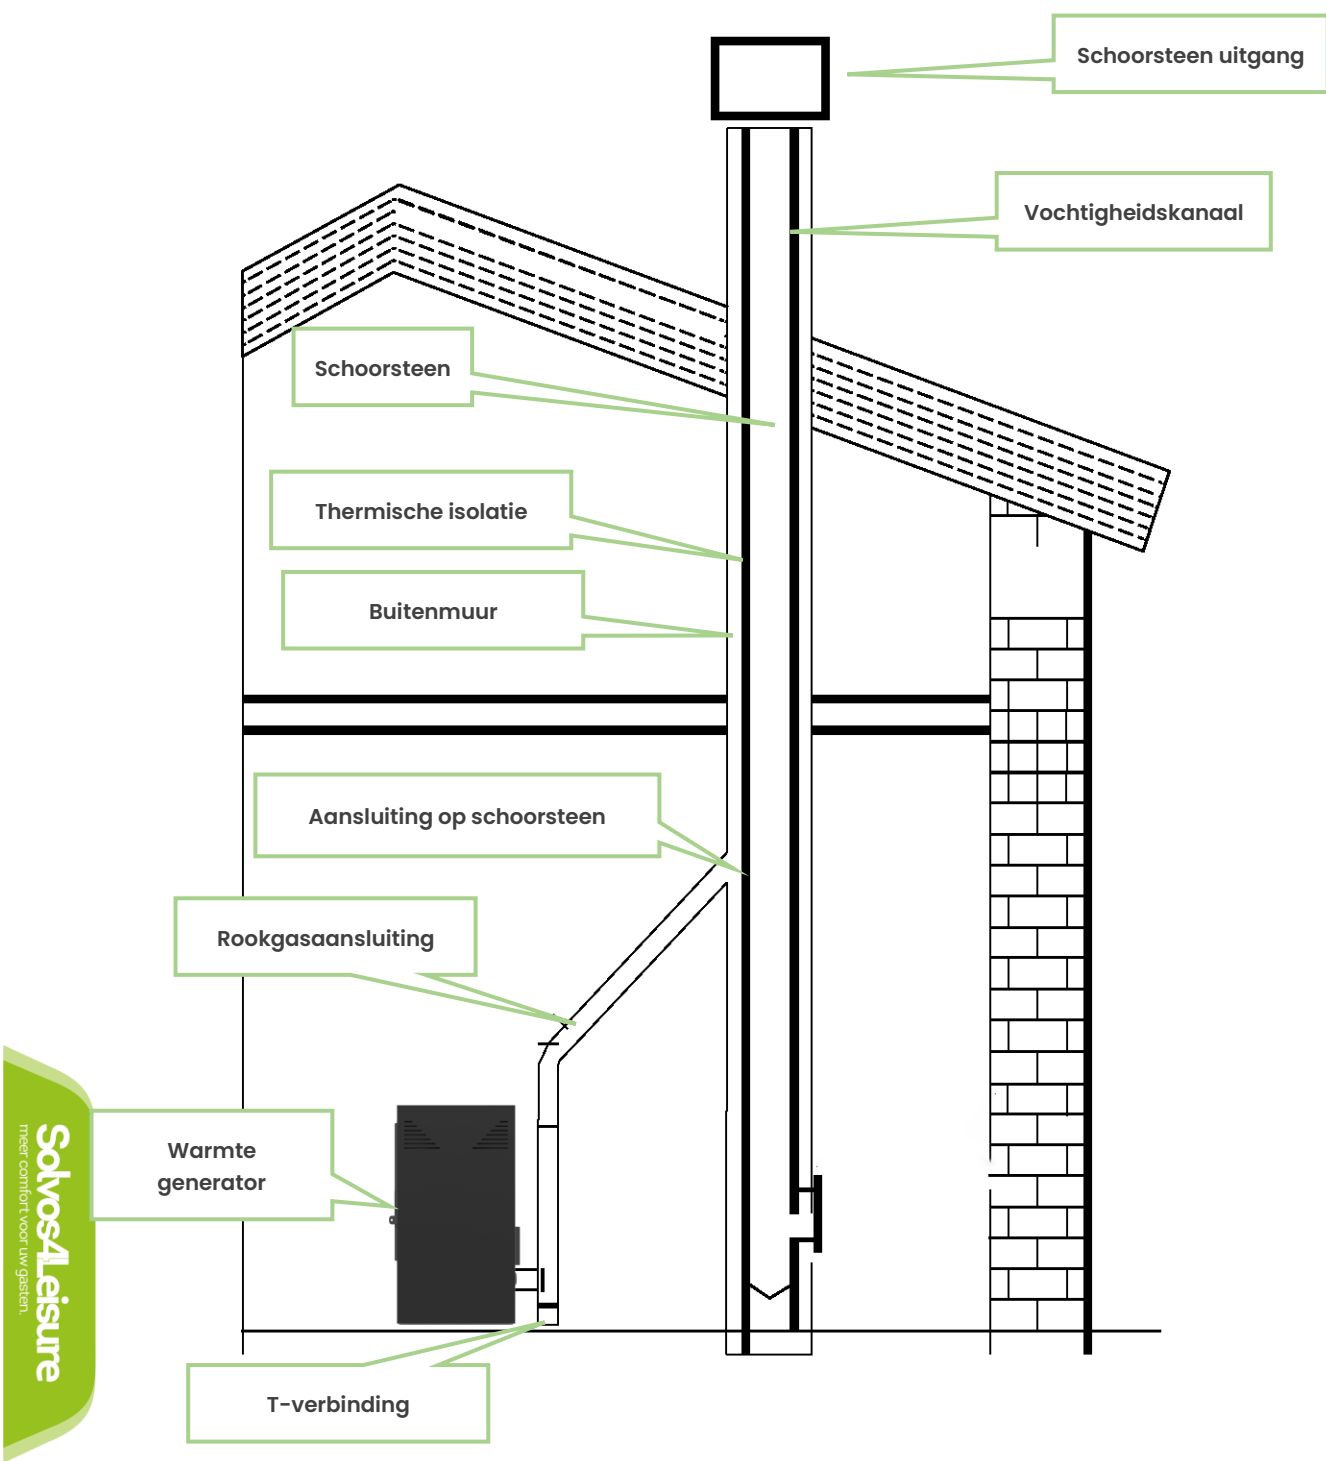 Schoorsteen uitgang
Vochtigheidskanaal
Schoorsteen
Thermische isolatie
Buitenmuur
Aansluiting op schoorsteen
Rookgasaansluiting
Warmte
generator
T-verbinding
Solvos4Leisure
meer comfort voor uw gasten.